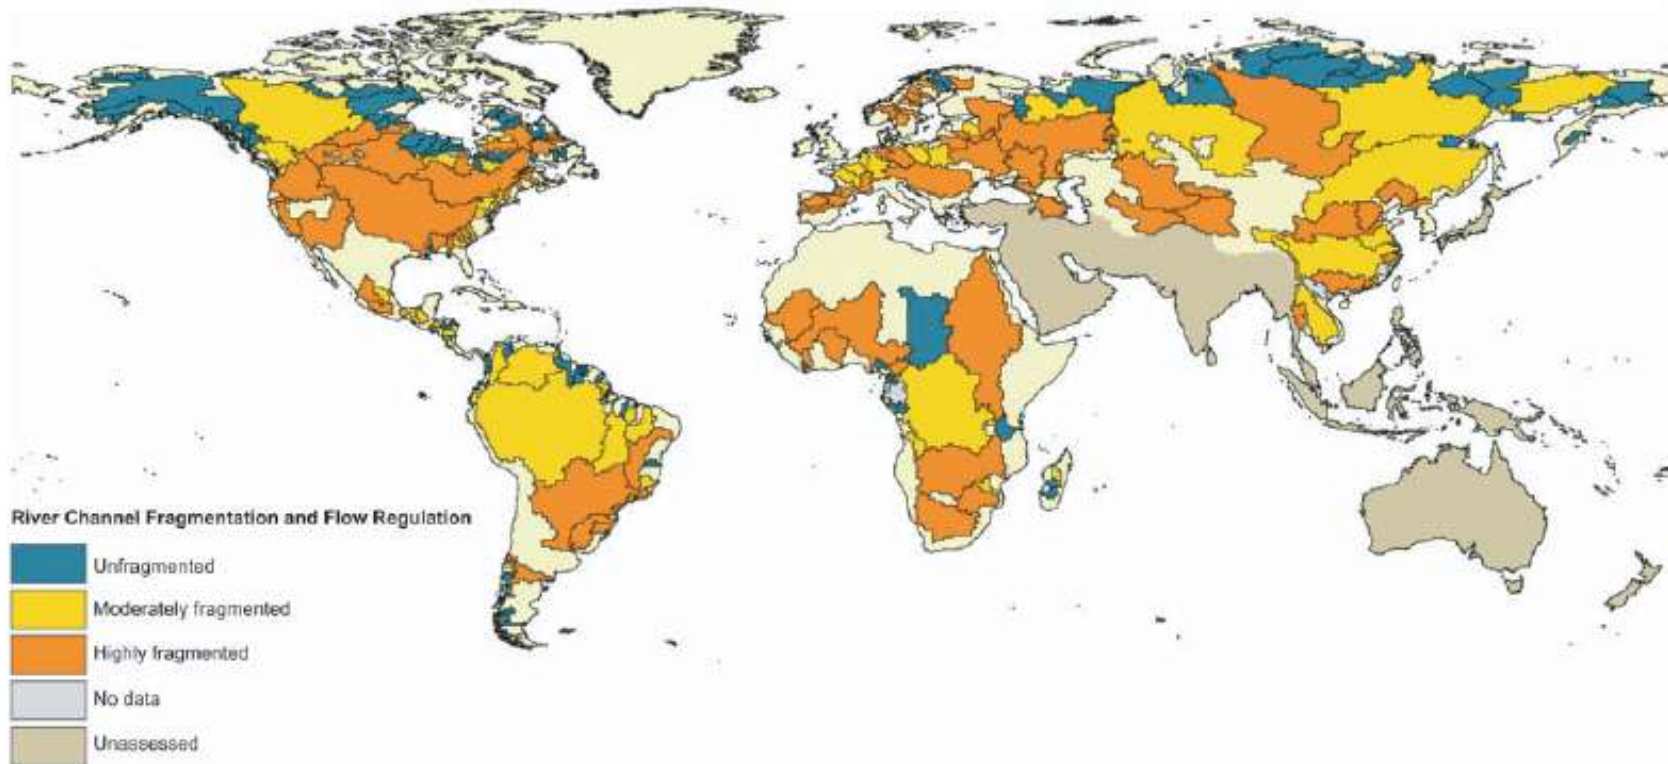 River Channel Fragmentation and Flow Regulation
Unfragmented
Moderately fragmented
Highly fragmented
No data
Unassessed